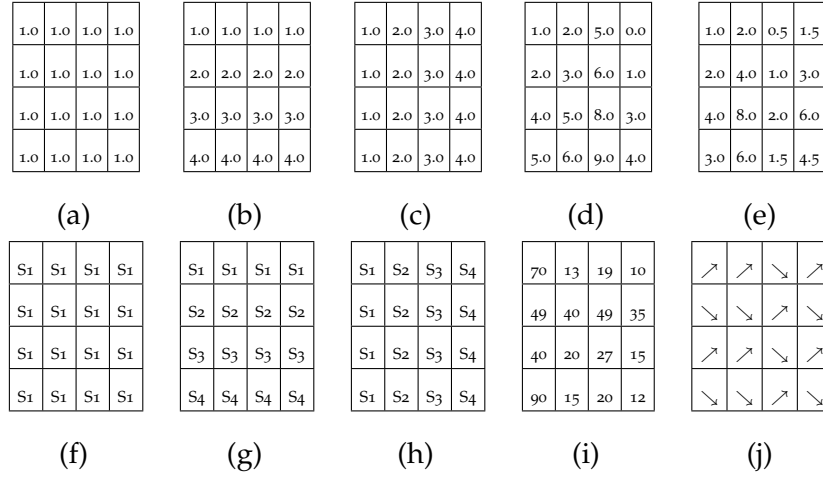 1.0 1.0 1.0 1.0 1.0 1.0 1.0 1.0 1.0 2.0 3.0 4.0 1.0 2.0 5.0 0.0 1.0 2.0 0.5 1.5
1.0 1.0 1.0 1.0 2.0 2.0 2.0 2.0 1.0 2.0 3.0 4.0 2.0 3.0 6.0 1.0 2.0 4.0 1.0 3.0
1.0 1.0 1.0 1.0 3.0 3.0 3.0 3.0 1.0 2.0 3.0 4.0 4.0 5.0 8.0 3.0 4.0 8.0 2.0 6.0
1.0 1.0 1.0 1.0 4.0 4.0 4.0 4.0 1.0 2.0 3.0 4.0 5.0 6.0 9.0 4.0 3.0 6.0 1.5 4.5
(a) (b) (c) (d) (e)
S1 S1 S1 S1 S1 S1 S1 S1 S1 S2 S3 S4 70 13 19 10 ↗ ↗ ↘ ↗
S1 S1 S1 S1 S2 S2 S2 S2 S1 S2 S3 S4 49 40 49 35 ↘ ↘ ↗ ↘
S1 S1 S1 S1 S3 S3 S3 S3 S1 S2 S3 S4 40 20 27 15 ↗ ↗ ↘ ↗
S1 S1 S1 S1 S4 S4 S4 S4 S1 S2 S3 S4 90 15 20 12 ↘ ↘ ↗ ↘
(f) (g) (h) (i) (j)